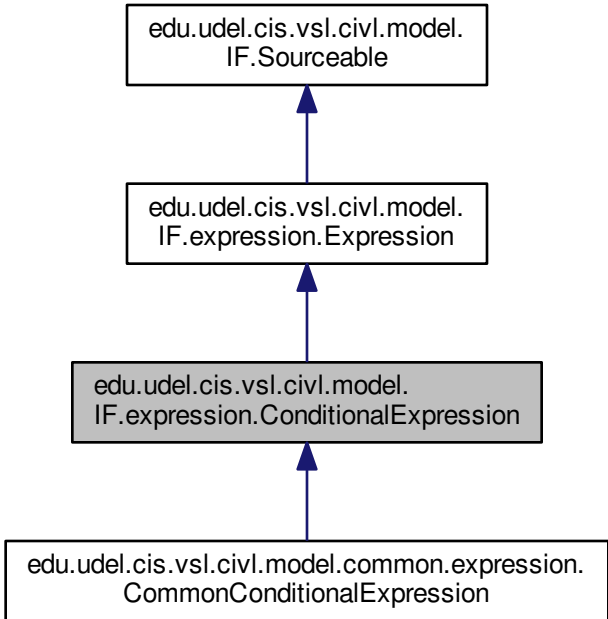 edu.udel.cis.vsl.civl.model.
IF.Sourceable
edu.udel.cis.vsl.civl.model.
IF.expression.Expression
edu.udel.cis.vsl.civl.model.
IF.expression.ConditionalExpression
edu.udel.cis.vsl.civl.model.common.expression.
CommonConditionalExpression